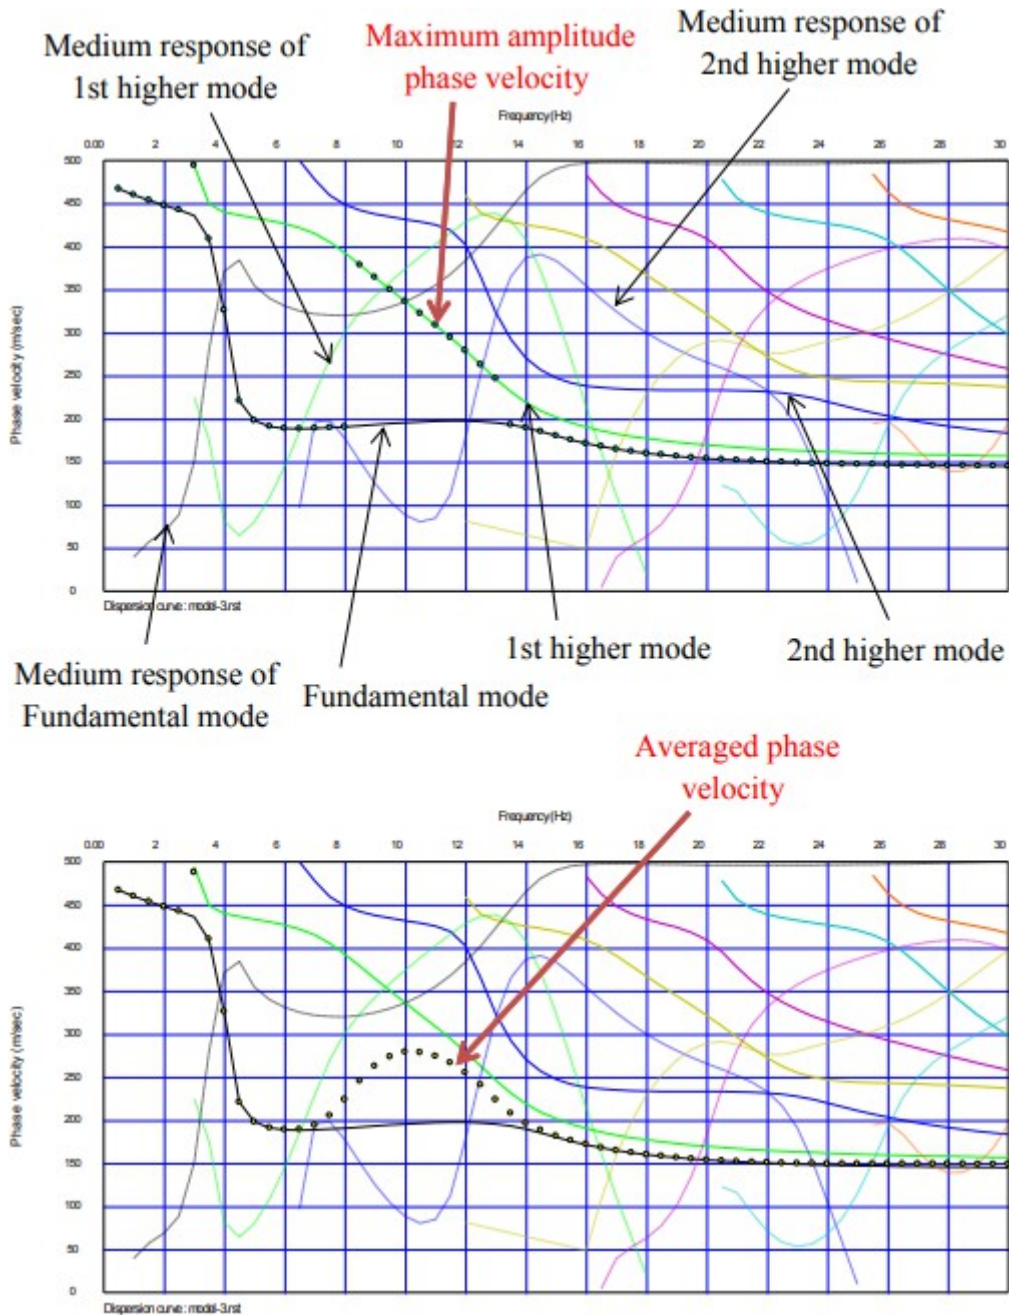 Medium response of
1st higher mode
Maximum amplitude
phase velocity
Medium response of
2nd higher mode
Frequency(Hz)
0.00 2 4 6 8 10 12 14 16 18 20 22 24 26 28 30
500
450
400
350
300
250
200
150
100
50
0
Phase velocity (m/sec)
Dispersion curve : model-3.rst
Medium response of
Fundamental mode
Fundamental mode
1st higher mode
2nd higher mode
Averaged phase
velocity
Frequency(Hz)
0.00 2 4 6 8 10 12 14 16 18 20 22 24 26 28 30
500
450
400
350
300
250
200
150
100
50
0
Phase velocity (m/sec)
Dispersion curve : model-3.rst